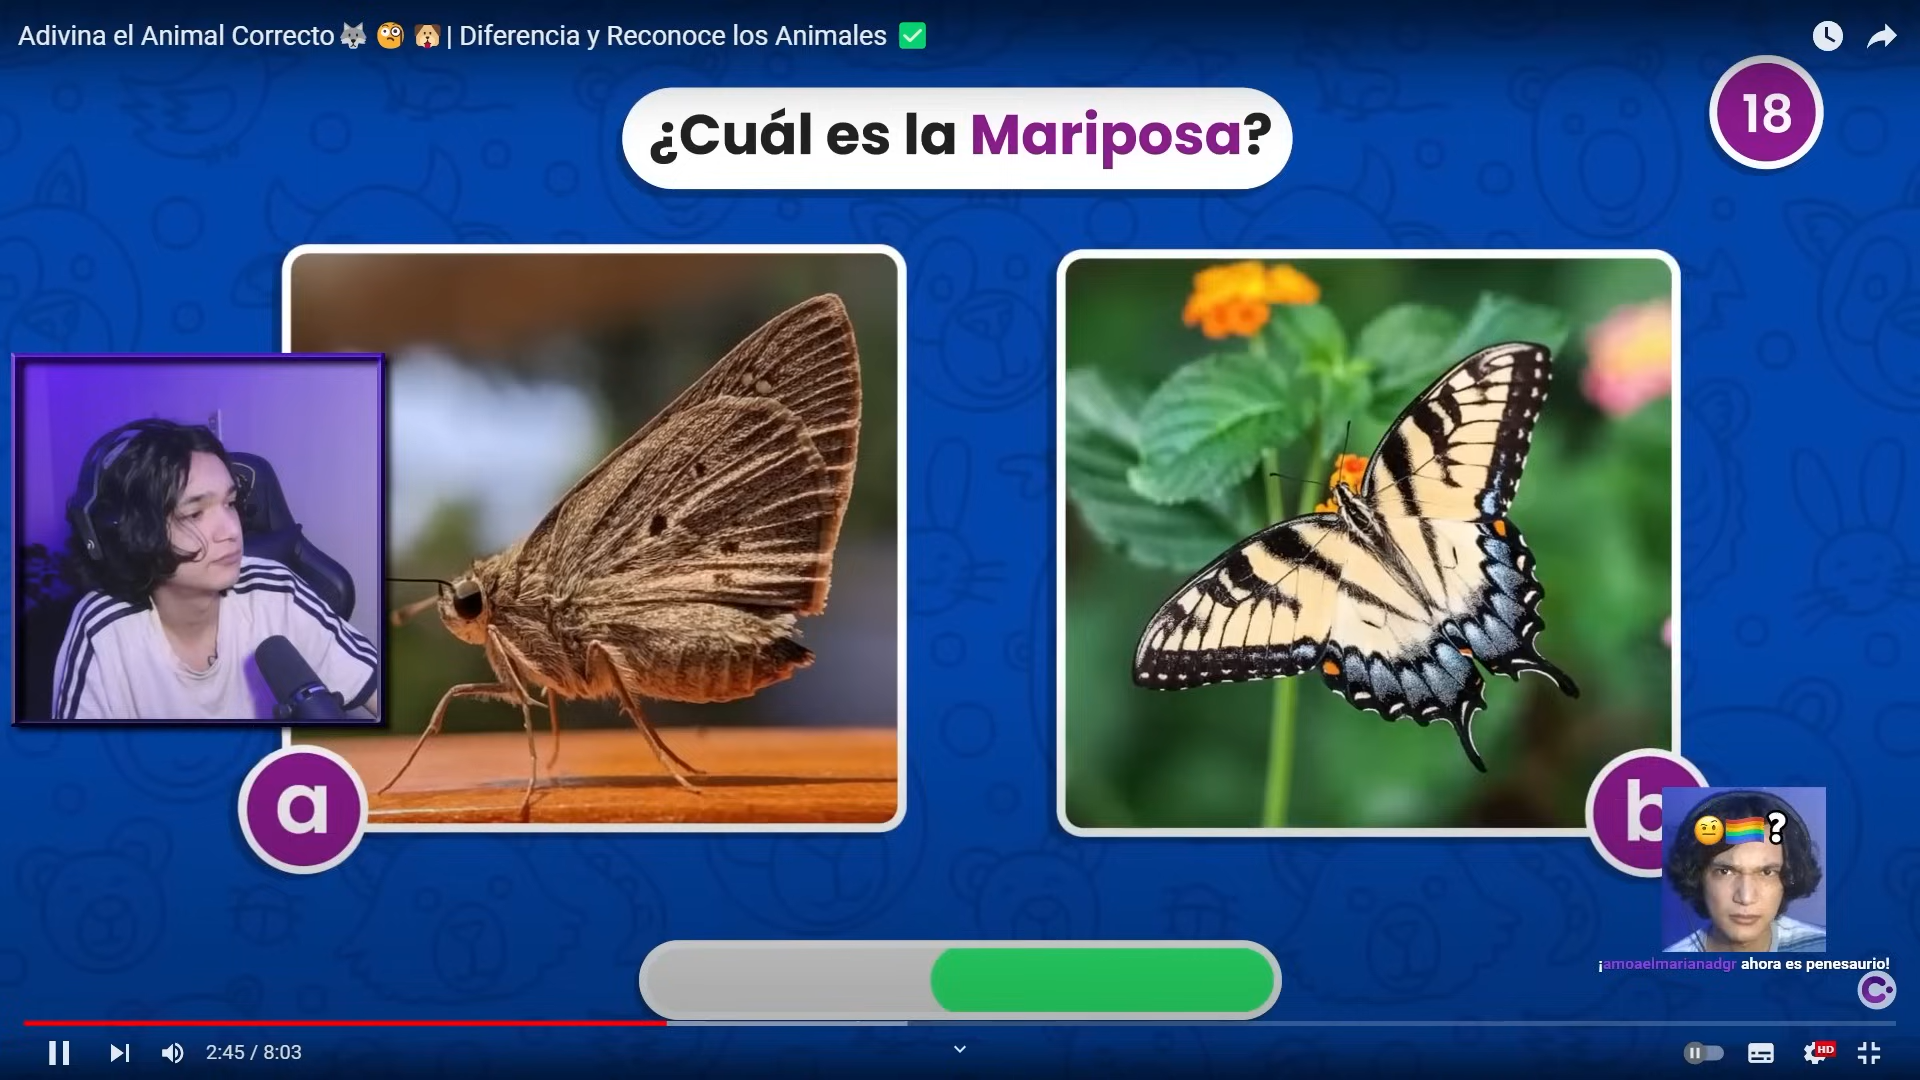 Adivina el Animal Correcto🐺 🧐 🐶| Diferencia y Reconoce los Animales ✅
18
¿Cuál es la Mariposa?
a
b
🤨🏳️‍🌈❓
¡amoaelmarianadgr ahora es penesaurio!
C
2:45 / 8:03
HD